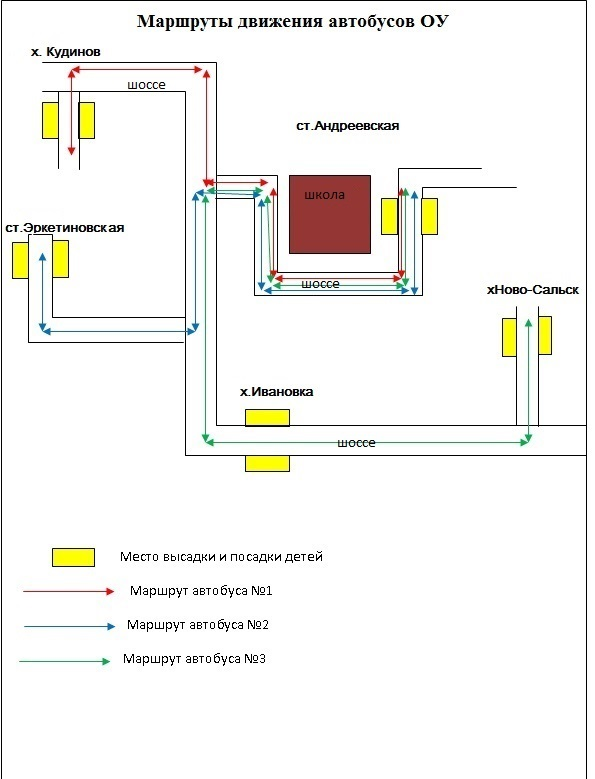 Маршруты движения автобусов ОУ
х. Кудинов
шоссе
ст.Андреевская
школа
ст.Эркетиновская
шоссе
хНово-Сальск
х.Ивановка
шоссе
Место высадки и посадки детей
Маршрут автобуса №1
Маршрут автобуса №2
Маршрут автобуса №3